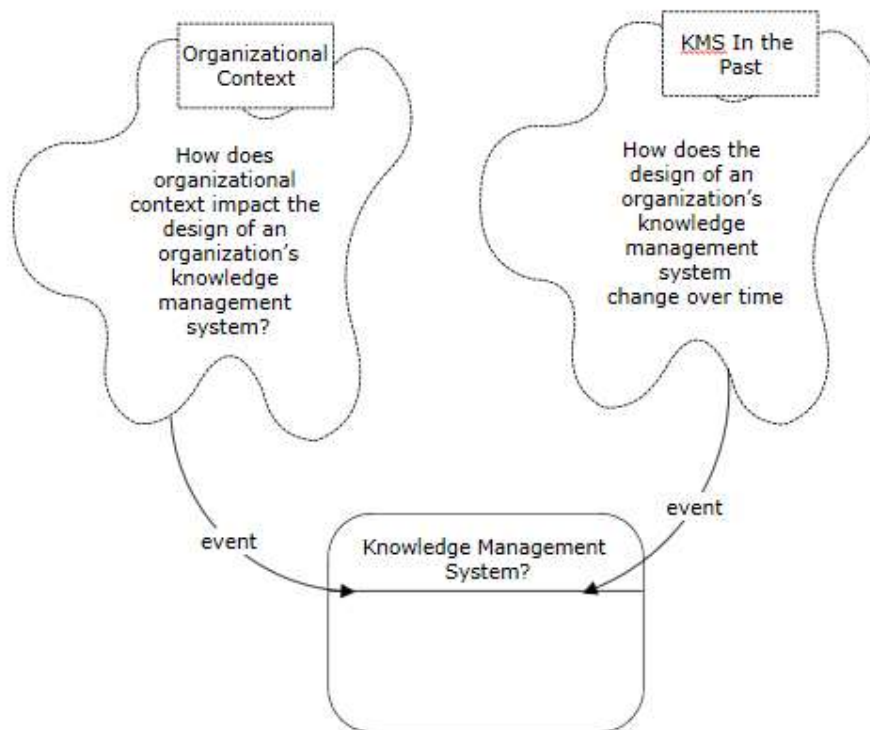 Organizational
Context
How does
organizational
context impact the
design of an
organization’s
knowledge
management
system?
KMS In the
Past
How does the
design of an
organization’s
knowledge
management
system
change over time
event
event
Knowledge Management
System?